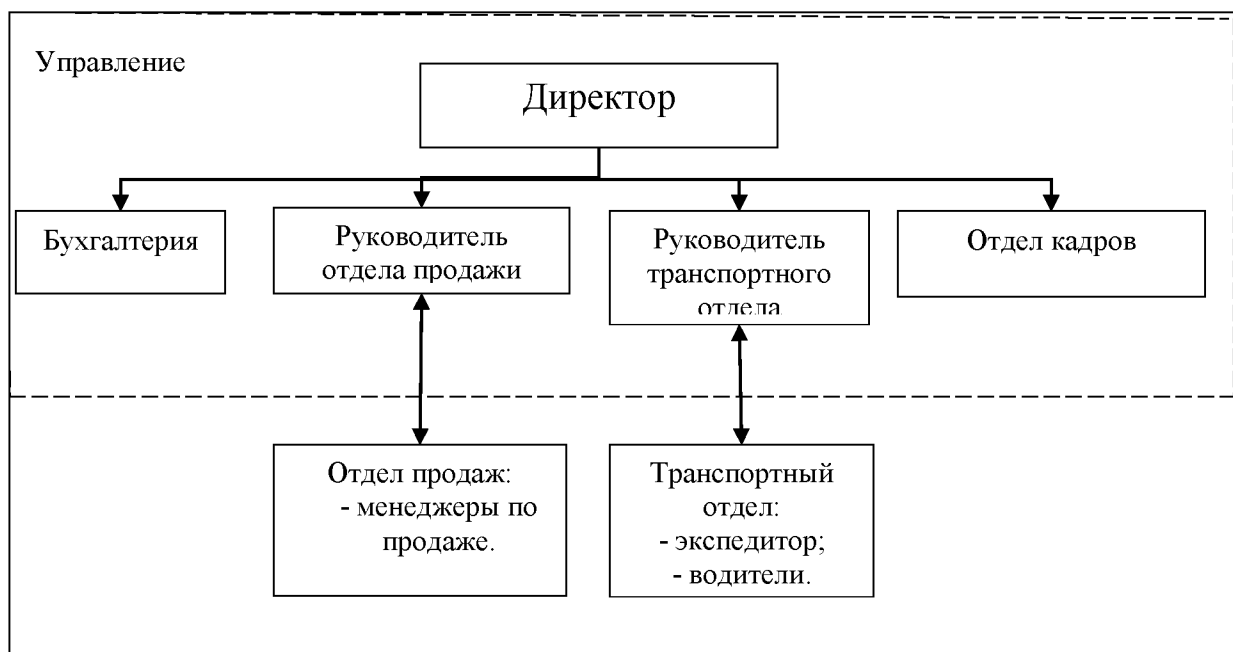 Управление
Директор
Бухгалтерия
Руководитель
отдела продажи
Руководитель
транспортного
отдела
Отдел кадров
Отдел продаж:
- менеджеры по
продаже.
Транспортный
отдел:
- экспедитор;
- водители.